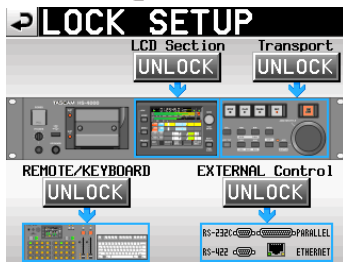 LOCK SETUP
LCD Section Transport
UNLOCK UNLOCK
TASCAM HS-8000
REMOTE/KEYBOARD EXTERNAL Control
UNLOCK UNLOCK
RS-232C PARALLEL
RS-422 ETHERNET